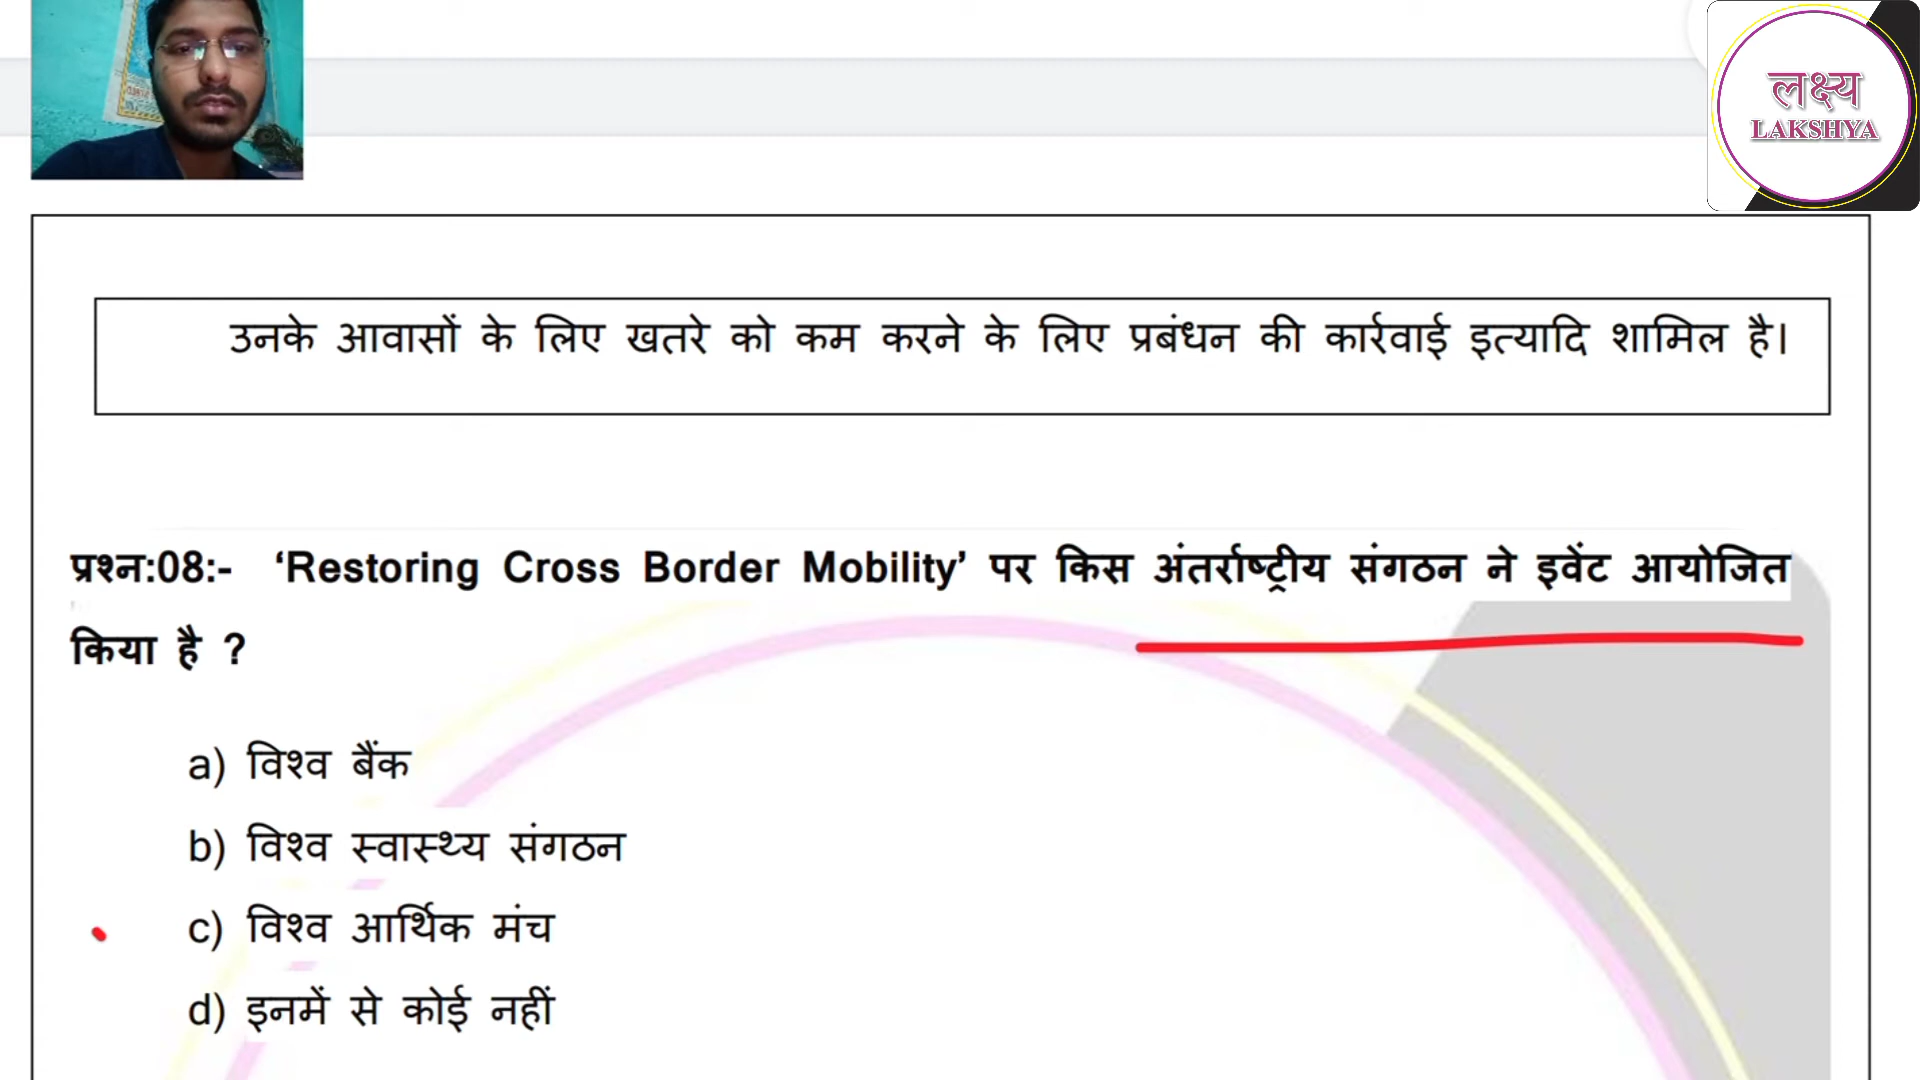 लक्ष्य
LAKSHYA
उनके आवासों के लिए खतरे को कम करने के लिए प्रबंधन की कार्रवाई इत्यादि शामिल है।
प्रश्न:08:- ‘Restoring Cross Border Mobility’ पर किस अंतर्राष्ट्रीय संगठन ने इवेंट आयोजित
किया है ?
a) विश्व बैंक
b) विश्व स्वास्थ्य संगठन
c) विश्व आर्थिक मंच
d) इनमें से कोई नहीं